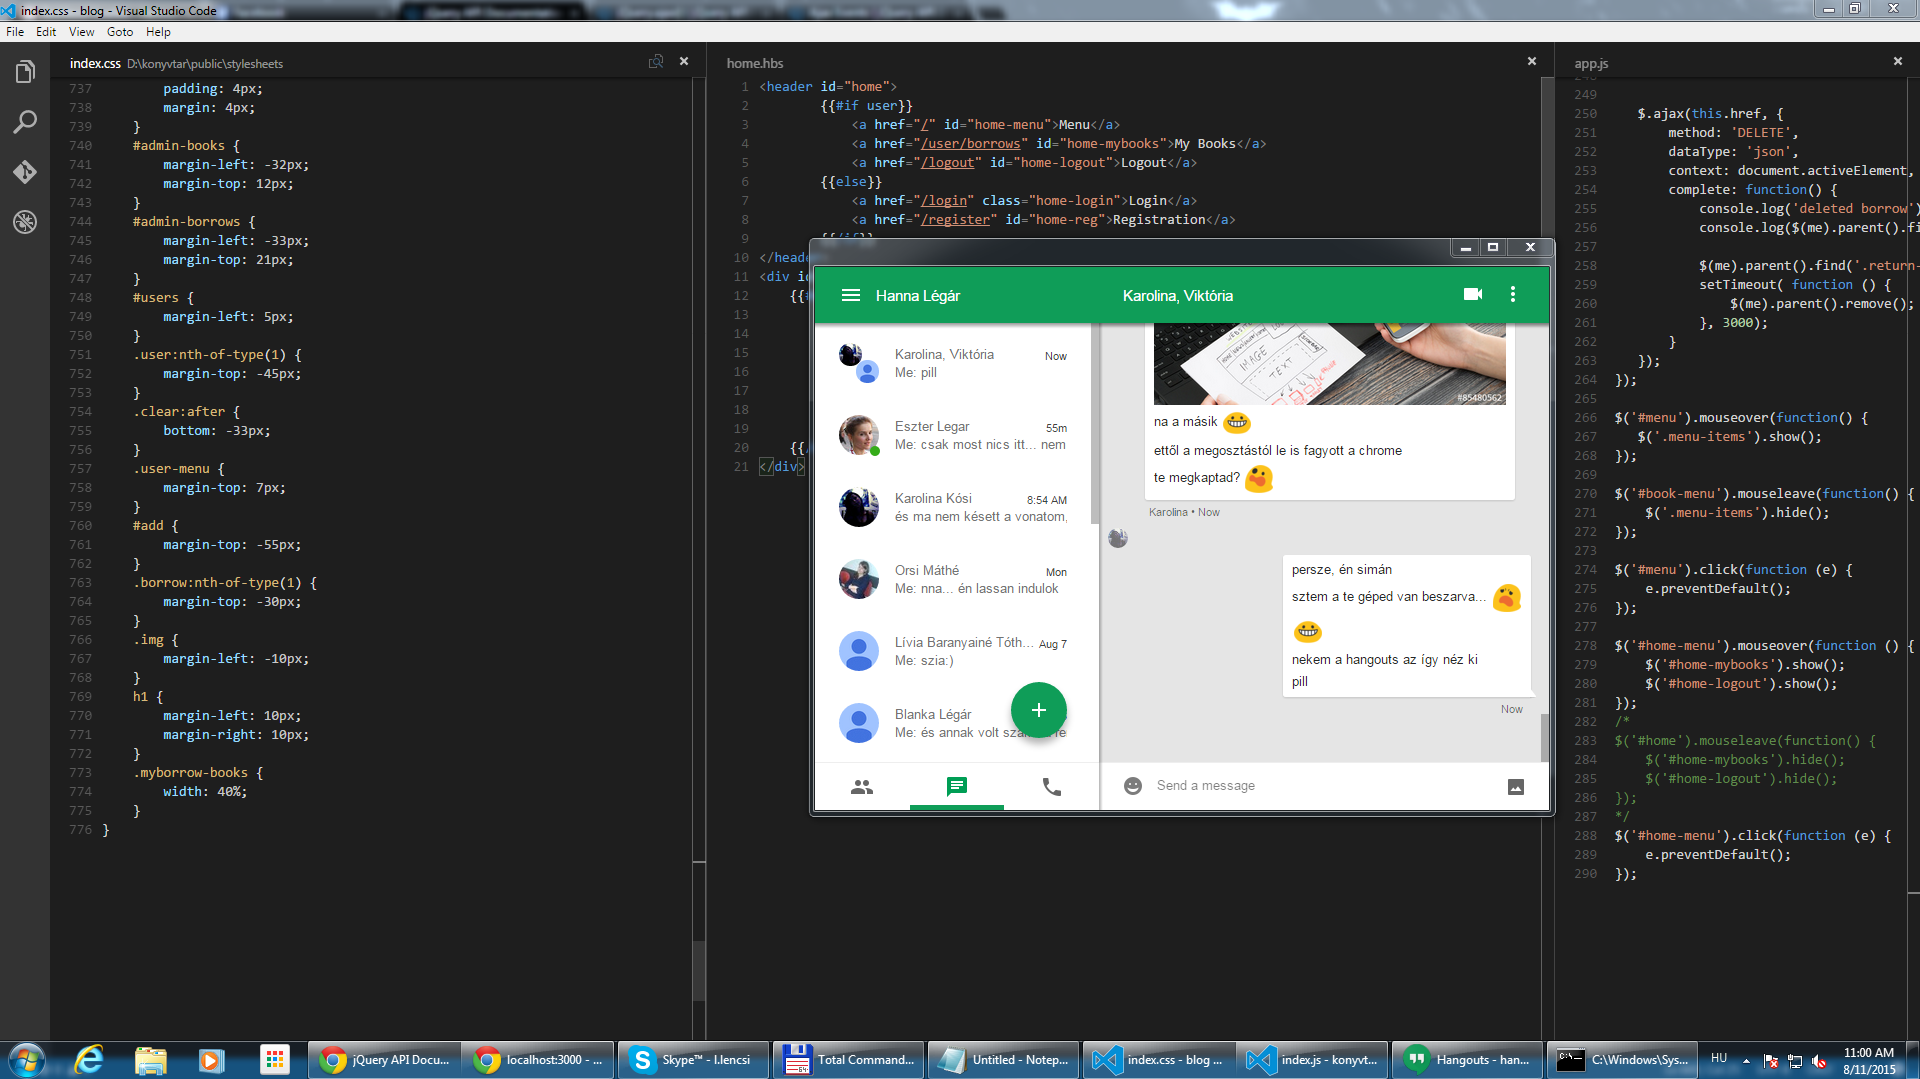 index.css - blog - Visual Studio Code
File Edit View Goto Help
index.css D:\konyvtar\public\stylesheets
737 padding: 4px;
738 margin: 4px;
739 }
740 #admin-books {
741 margin-left: -32px;
742 margin-top: 12px;
743 }
744 #admin-borrows {
745 margin-left: -33px;
746 margin-top: 21px;
747 }
748 #users {
749 margin-left: 5px;
750 }
751 .user:nth-of-type(1) {
752 margin-top: -45px;
753 }
754 .clear:after {
755 bottom: -33px;
756 }
757 .user-menu {
758 margin-top: 7px;
759 }
760 #add {
761 margin-top: -55px;
762 }
763 .borrow:nth-of-type(1) {
764 margin-top: -30px;
765 }
766 .img {
767 margin-left: -10px;
768 }
769 h1 {
770 margin-left: 10px;
771 margin-right: 10px;
772 }
773 .myborrow-books {
774 width: 40%;
775 }
776 }
home.hbs
1 <header id="home">
2 {{#if user}}
3 <a href="/" id="home-menu">Menu</a>
4 <a href="/user/borrows" id="home-mybooks">My Books</a>
5 <a href="/logout" id="home-logout">Logout</a>
6 {{else}}
7 <a href="/login" class="home-login">Login</a>
8 <a href="/register" id="home-reg">Registration</a>
9 {{/if}}
10 </heade
11 <div id
12 {{#
13
14
15
16
17
18
19
20 {{/
21 </div>
Hanna Légár
Karolina, Viktória
Karolina, Viktória Now
Me: pill
Eszter Legar 55m
Me: csak most nics itt... nem
Karolina Kósi 8:54 AM
és ma nem késett a vonatom,
Orsi Máthé Mon
Me: nna... én lassan indulok
Lívia Baranyainé Tóth... Aug 7
Me: szia:)
Blanka Légár
Me: és annak volt szá re
IMAGE
TEXT
#85480562
na a másik
ettől a megosztástól le is fagyott a chrome
te megkaptad?
Karolina • Now
persze, én simán
sztem a te géped van beszarva...
nekem a hangouts az így néz ki
pill
Now
Send a message
app.js
249
250 $.ajax(this.href, {
251 method: 'DELETE',
252 dataType: 'json',
253 context: document.activeElement,
254 complete: function() {
255 console.log('deleted borrow')
256 console.log($(me).parent().fi
257
258 $(me).parent().find('.return-
259 setTimeout( function () {
260 $(me).parent().remove();
261 }, 3000);
262 }
263 });
264 });
265
266 $('#menu').mouseover(function() {
267 $('.menu-items').show();
268 });
269
270 $('#book-menu').mouseleave(function() {
271 $('.menu-items').hide();
272 });
273
274 $('#menu').click(function (e) {
275 e.preventDefault();
276 });
277
278 $('#home-menu').mouseover(function () {
279 $('#home-mybooks').show();
280 $('#home-logout').show();
281 });
282 /*
283 $('#home').mouseleave(function() {
284 $('#home-mybooks').hide();
285 $('#home-logout').hide();
286 });
287 */
288 $('#home-menu').click(function (e) {
289 e.preventDefault();
290 });
jQuery API Docu...
localhost:3000 - ...
Skype™ - l.lencsi
Total Command...
Untitled - Notep...
index.css - blog ...
index.js - konyvt...
Hangouts - han...
C:\Windows\Sys...
HU
11:00 AM
8/11/2015